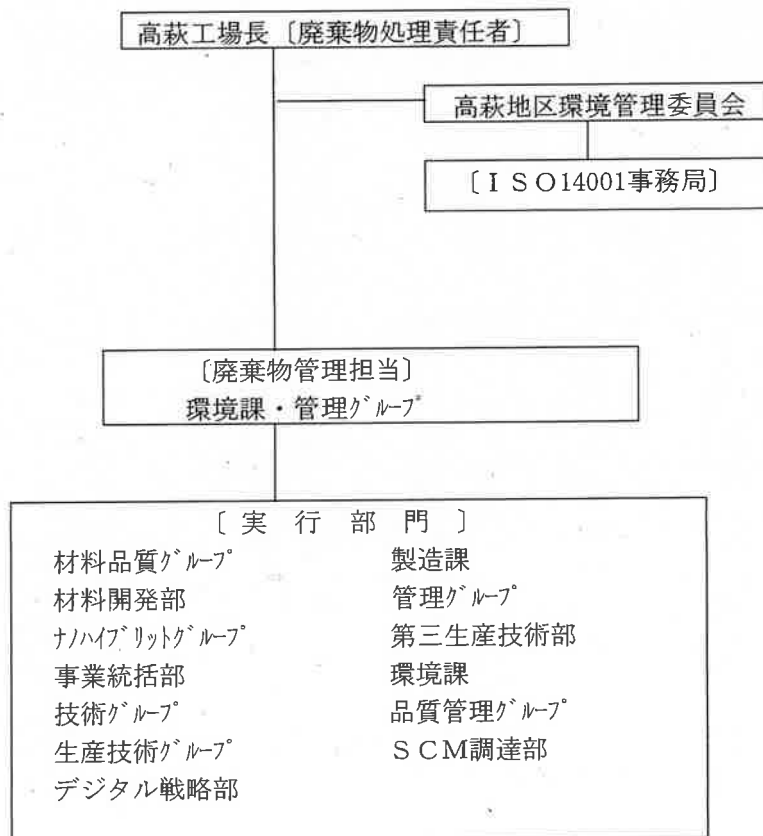 高萩工場長〔廃棄物処理責任者〕
高萩地区環境管理委員会
〔ＩＳＯ14001事務局〕
〔廃棄物管理担当〕
環境課・管理ｸﾞﾙｰﾌﾟ
〔実行部門〕
材料品質ｸﾞﾙｰﾌﾟ 製造課
材料開発部 管理ｸﾞﾙｰﾌﾟ
ﾅﾉﾊｲﾌﾞﾘｯﾄｸﾞﾙｰﾌﾟ 第三生産技術部
事業統括部 環境課
技術ｸﾞﾙｰﾌﾟ 品質管理ｸﾞﾙｰﾌﾟ
生産技術ｸﾞﾙｰﾌﾟ ＳＣＭ調達部
デジタル戦略部